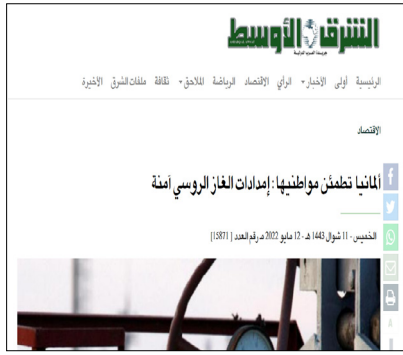 الشرق الأوسط
جريدة العرب الدولية
الرئيسية أولى الأخبار الرأي الاقتصاد الرياضة الملاحق ثقافة ملفات الشرق الأخيرة
الاقتصاد
ألمانيا تطمئن مواطنيها: إمدادات الغاز الروسي آمنة
الخميس - 11 شوال 1443 هـ - 12 مايو 2022 مـ رقم العدد [15871]